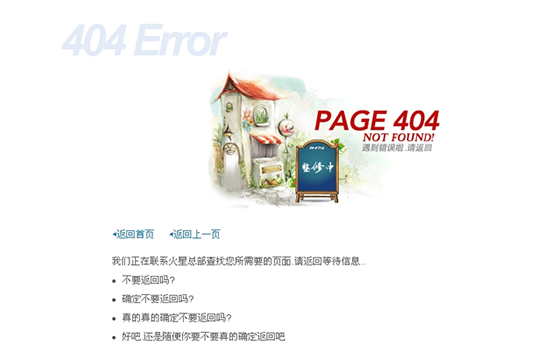 404 Error
PAGE 404
NOT FOUND!
遇到错误啦.请返回
menu
整修中
返回首页 返回上一页
我们正在联系火星总部查找您所需要的页面.请返回等待信息..
不要返回吗?
确定不要返回吗?
真的真的确定不要返回吗?
好吧.还是随便你要不要真的确定返回吧